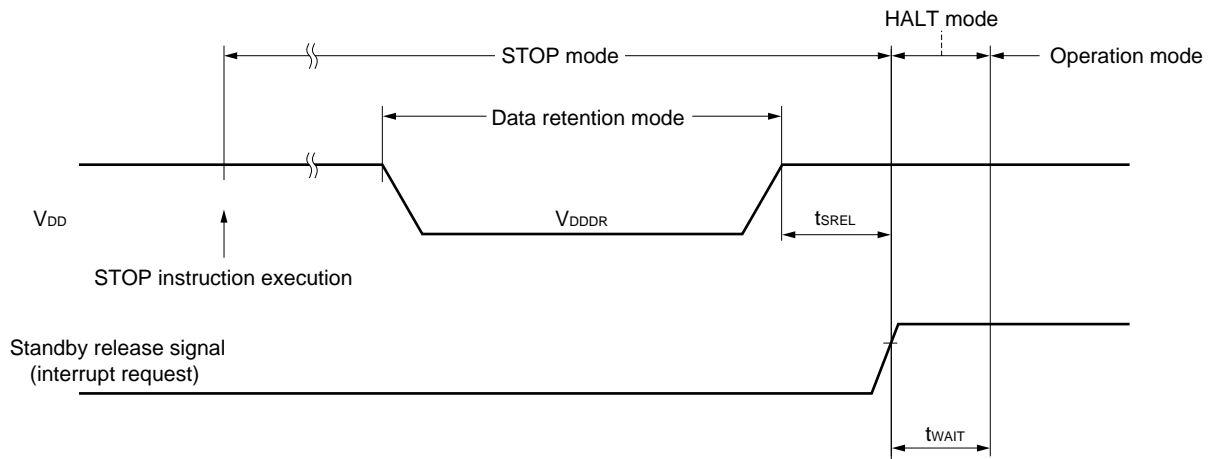 HALT mode
STOP mode
Operation mode
Data retention mode
VDD
VDDDR
tSREL
STOP instruction execution
Standby release signal
(interrupt request)
tWAIT